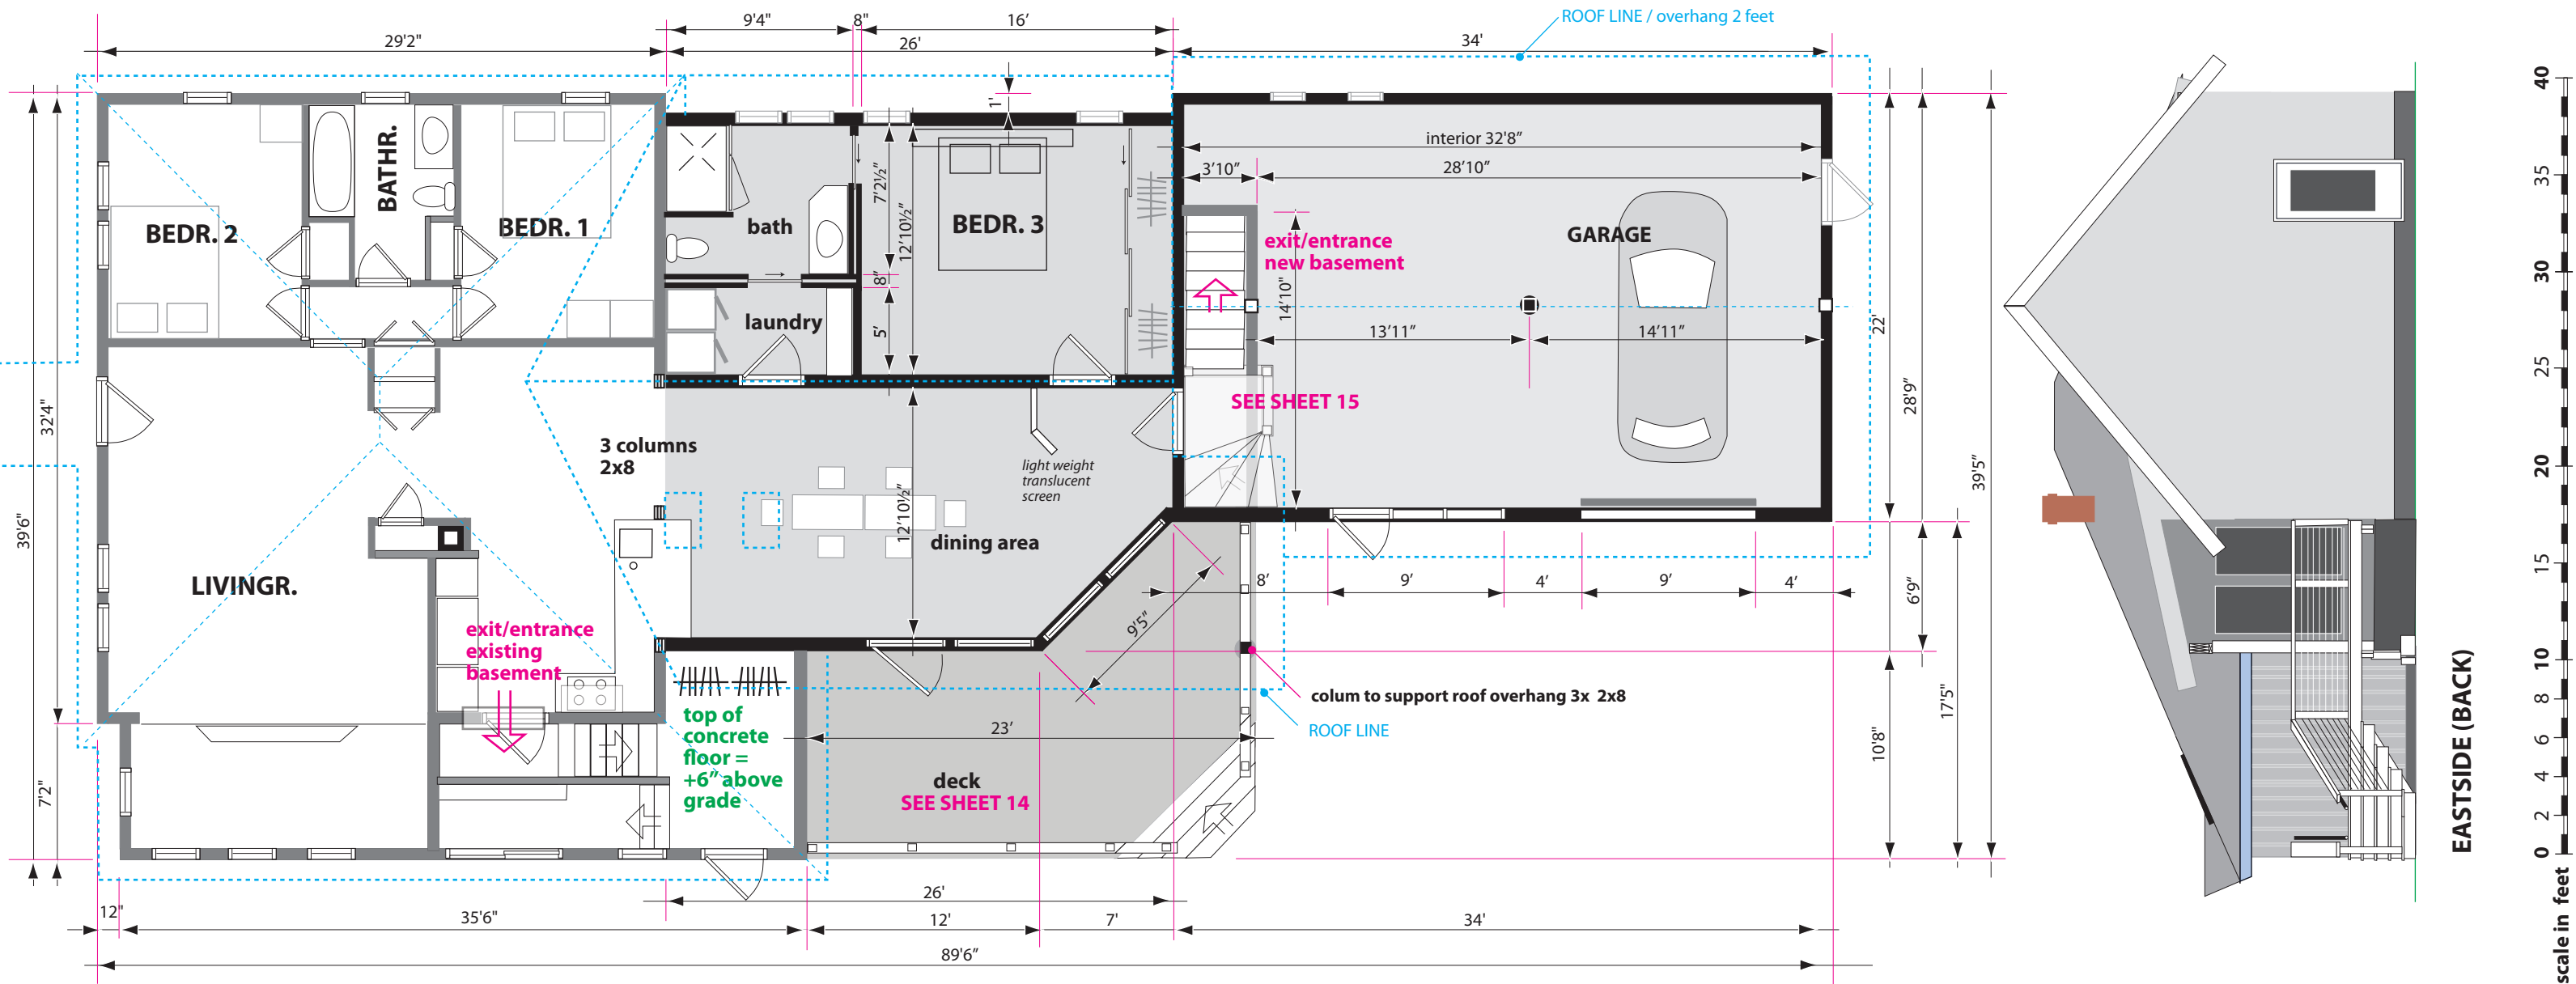 ROOF LINE / overhang 2 feet
9'4"
8"
16'
29'2"
26'
34'
1'
interior 32'8"
3'10"
28'10"
BATHR.
BEDR. 2
BEDR. 1
bath
7'2½"
12'10½"
BEDR. 3
exit/entrance
new basement
GARAGE
14'10"
8"
laundry
5'
13'11"
14'11"
22'
28'9"
39'5"
32'4"
39'6"
SEE SHEET 15
3 columns
2x8
light weight
translucent
screen
12'10½"
dining area
LIVINGR.
9'5"
8'
9'
4'
9'
4'
6'9"
exit/entrance
existing
basement
colum to support roof overhang 3x 2x8
ROOF LINE
top of
concrete
floor =
+6" above
grade
23'
deck
SEE SHEET 14
7'2"
10'8"
17'5"
26'
12"
35'6"
12'
7'
34'
89'6"
EASTSIDE (BACK)
40
35
30
25
20
15
10
8
6
4
2
0
scale in feet